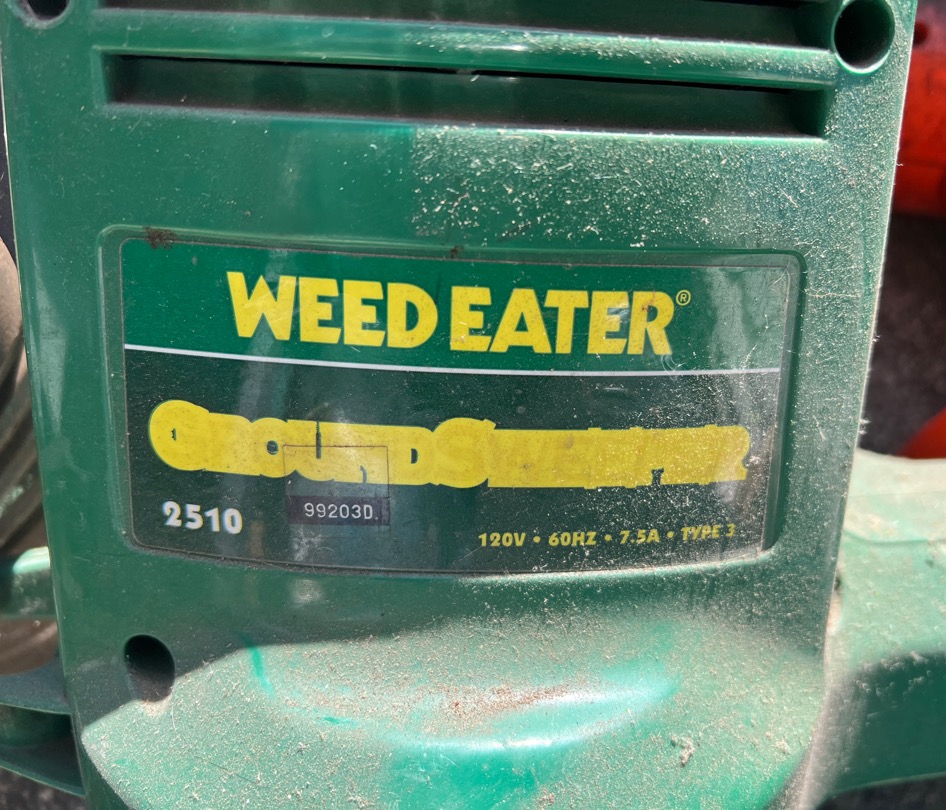 WEED EATER®
2510
99203D
120V • 60HZ • 7.5A • TYPE 3